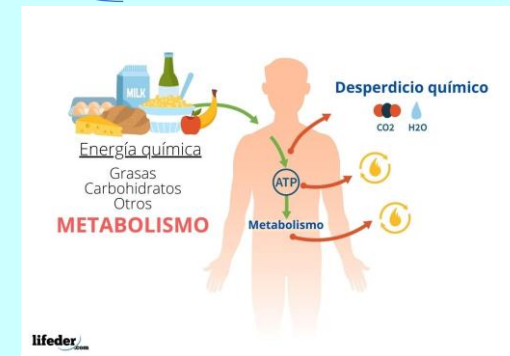 MILK
Energía química
Grasas
Carbohidratos
Otros
METABOLISMO
Desperdicio químico
CO2 H2O
ATP
Metabolismo
lifeder.com